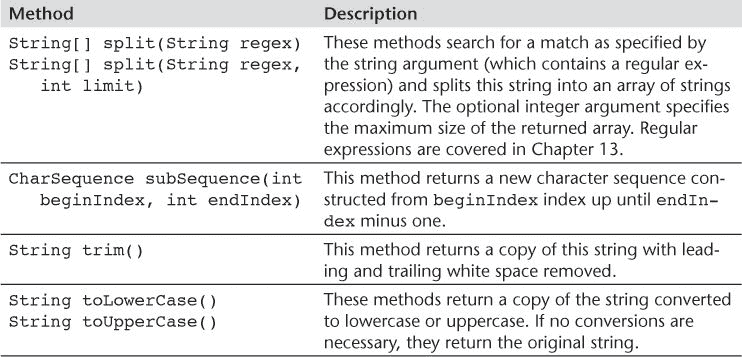 Method Description
String[] split(String regex) These methods search for a match as specified by
String[] split(String regex, the string argument (which contains a regular ex-
int limit) pression) and splits this string into an array of strings
accordingly. The optional integer argument specifies
the maximum size of the returned array. Regular
expressions are covered in Chapter 13.
CharSequence subSequence(int This method returns a new character sequence con-
beginIndex, int endIndex) structed from beginIndex index up until endIn-
dex minus one.
String trim() This method returns a copy of this string with lead-
ing and trailing white space removed.
String toLowerCase() These methods return a copy of the string converted
String toUpperCase() to lowercase or uppercase. If no conversions are
necessary, they return the original string.